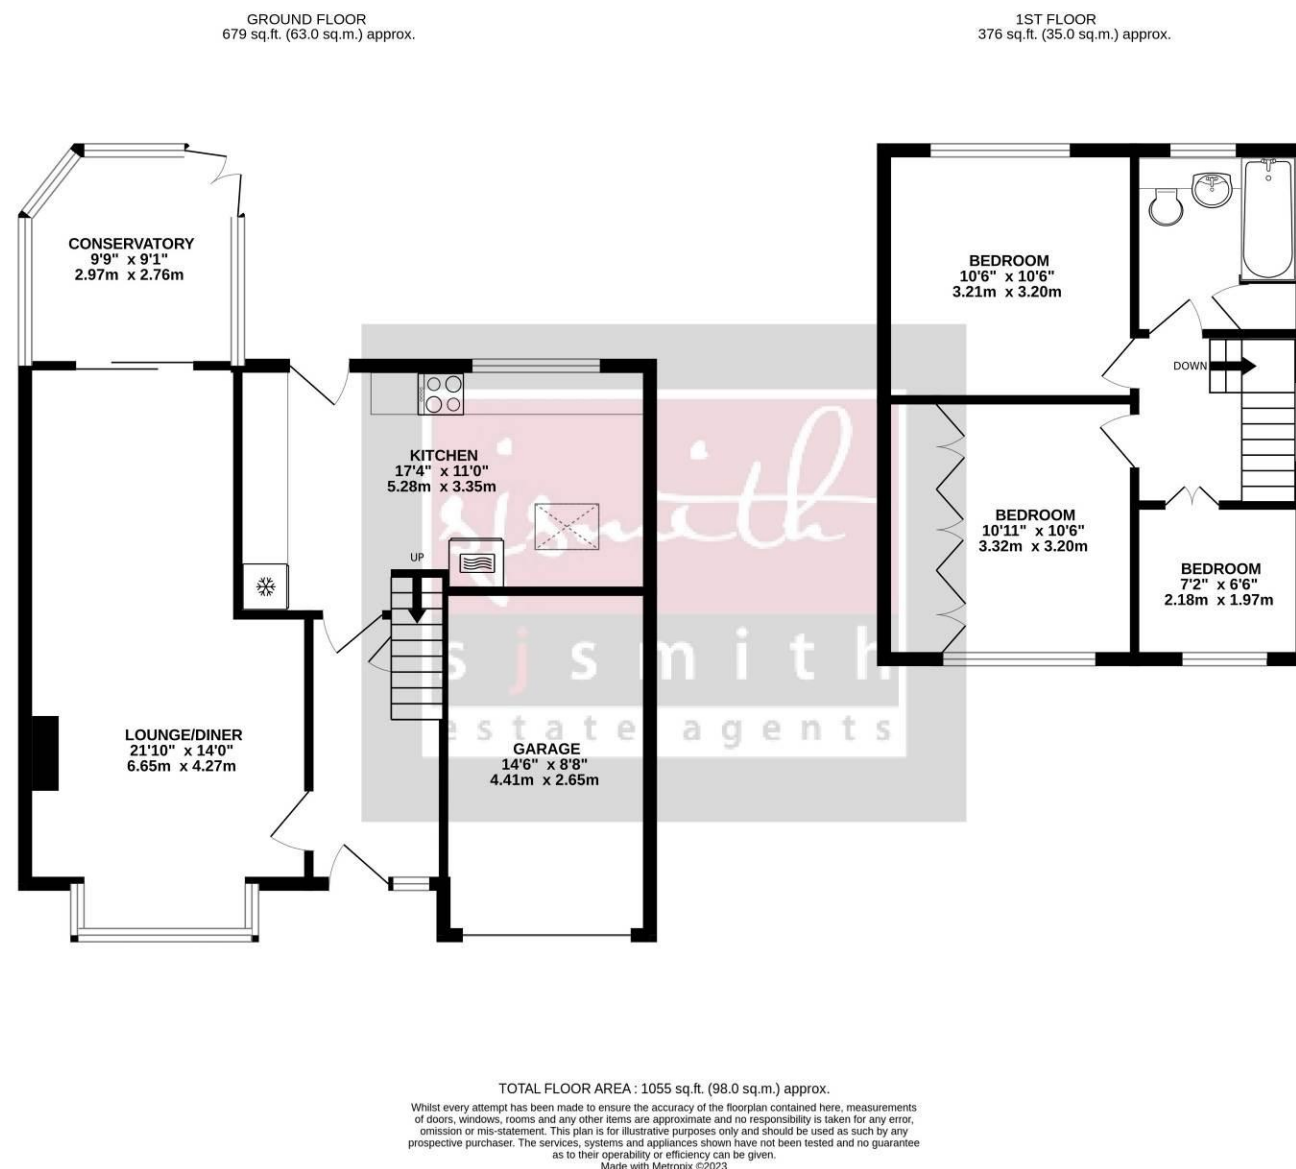 GROUND FLOOR
679 sq.ft. (63.0 sq.m.) approx.
1ST FLOOR
376 sq.ft. (35.0 sq.m.) approx.
CONSERVATORY
9'9" x 9'1"
2.97m x 2.76m
KITCHEN
17'4" x 11'0"
5.28m x 3.35m
UP
LOUNGE/DINER
21'10" x 14'0"
6.65m x 4.27m
GARAGE
14'6" x 8'8"
4.41m x 2.65m
BEDROOM
10'6" x 10'6"
3.21m x 3.20m
DOWN
BEDROOM
10'11" x 10'6"
3.32m x 3.20m
BEDROOM
7'2" x 6'6"
2.18m x 1.97m
sjsmith
sjsmith
estate agents
TOTAL FLOOR AREA : 1055 sq.ft. (98.0 sq.m.) approx.
Whilst every attempt has been made to ensure the accuracy of the floorplan contained here, measurements
of doors, windows, rooms and any other items are approximate and no responsibility is taken for any error,
omission or mis-statement. This plan is for illustrative purposes only and should be used as such by any
prospective purchaser. The services, systems and appliances shown have not been tested and no guarantee
as to their operability or efficiency can be given.
Made with Metropix ©2023